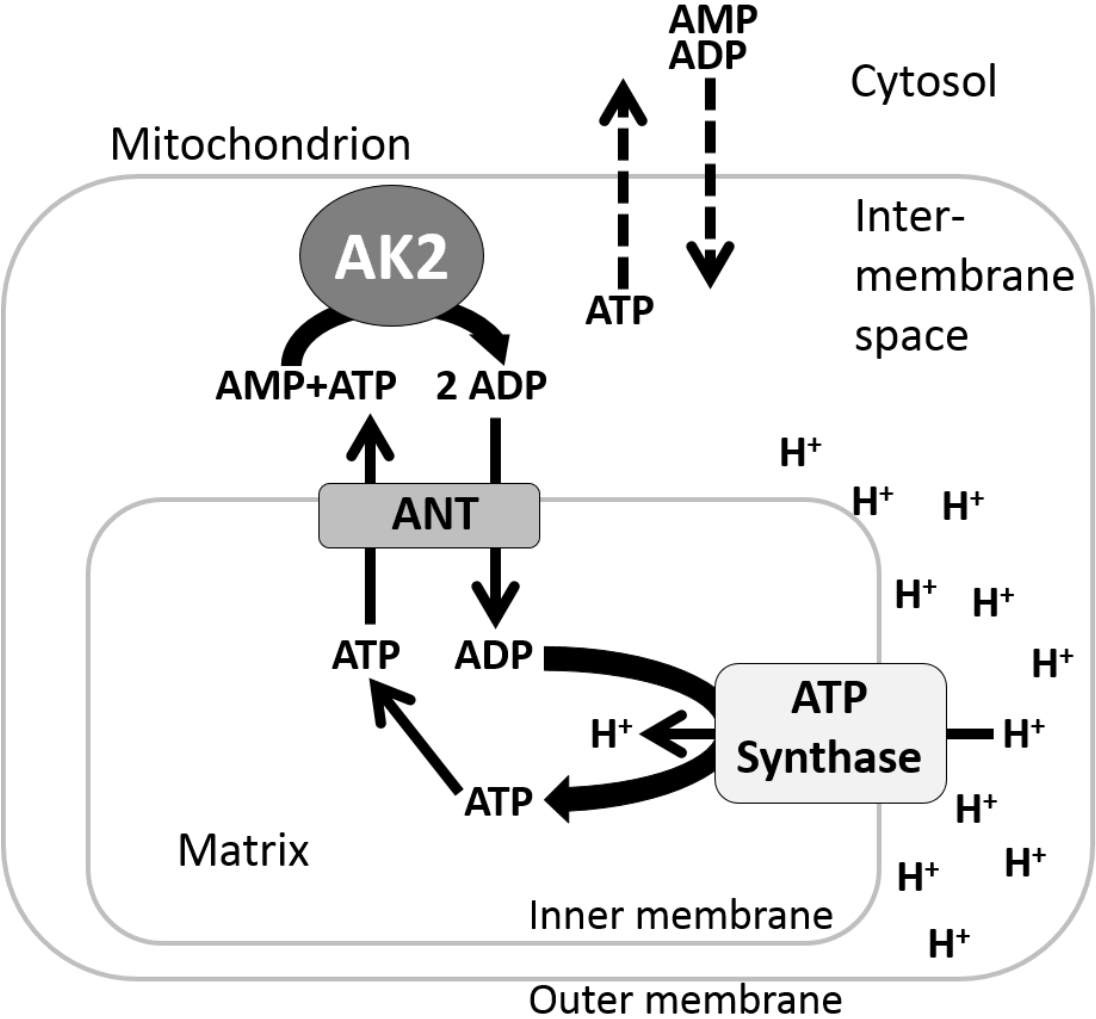 AMP
ADP
Cytosol
Mitochondrion
Inter-
membrane
space
AK2
ATP
AMP+ATP
2 ADP
H⁺
H⁺
H⁺
ANT
H⁺
H⁺
ATP
ADP
H⁺
ATP
Synthase
H⁺
H⁺
ATP
H⁺
Matrix
H⁺
H⁺
Inner membrane
H⁺
Outer membrane